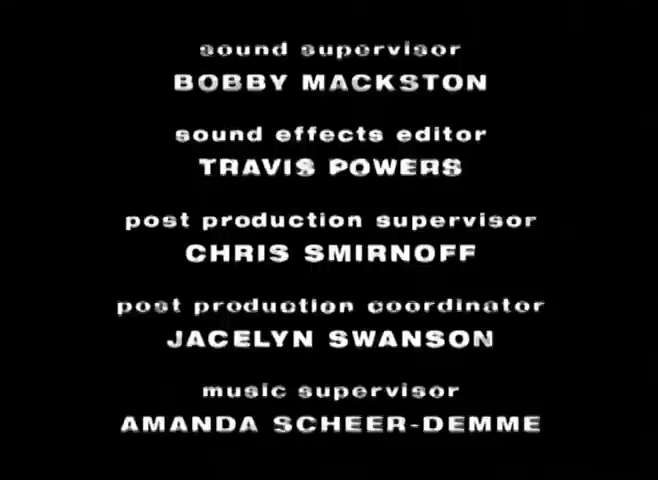 sound supervisor
BOBBY MACKSTON
sound effects editor
TRAVIS POWERS
post production supervisor
CHRIS SMIRNOFF
post production coordinator
JACELYN SWANSON
music supervisor
AMANDA SCHEER-DEMME